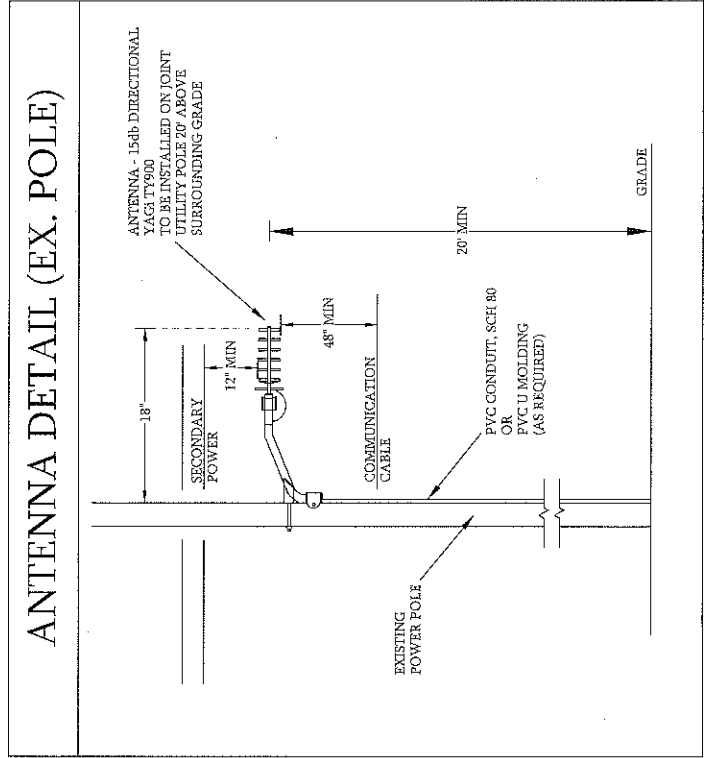 ANTENNA DETAIL (EX. POLE)
ANTENNA - 15db DIRECTIONAL
YAGi TY900
TO BE INSTALLED ON JOINT
UTILITY POLE 20' ABOVE
SURROUNDING GRADE
18"
SECONDARY
POWER
12" MIN
48" MIN
COMMUNICATION
CABLE
20' MIN
PVC CONDUIT, SCH 80
OR
PVC U MOLDING
(AS REQUIRED)
EXISTING
POWER POLE
GRADE